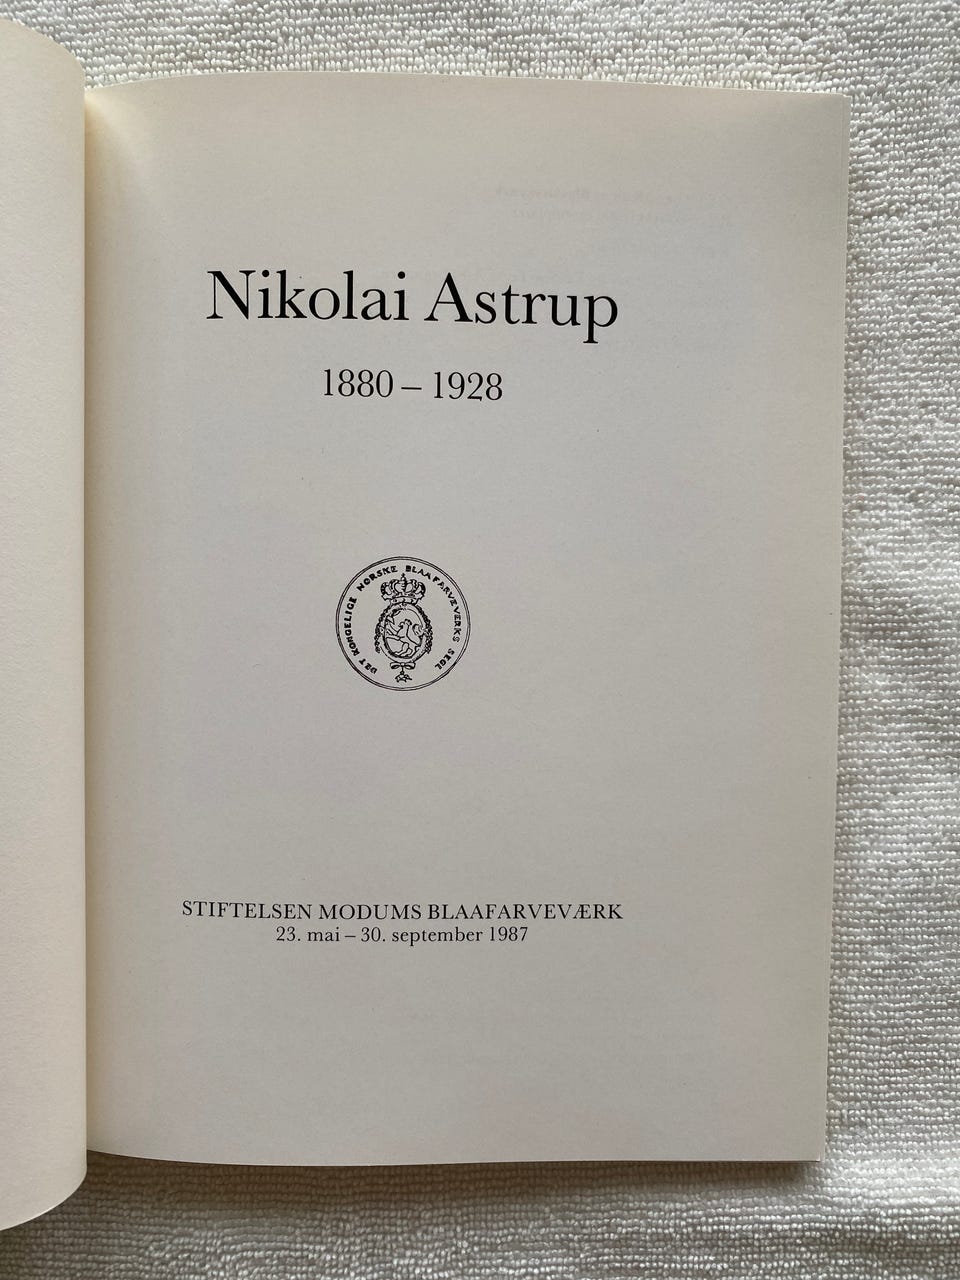 Nikolai Astrup
1880 – 1928
DET KONGELIGE NORSKE BLAAFARVEVERKS SEGL
STIFTELSEN MODUMS BLAAFARVEVÆRK
23. mai – 30. september 1987